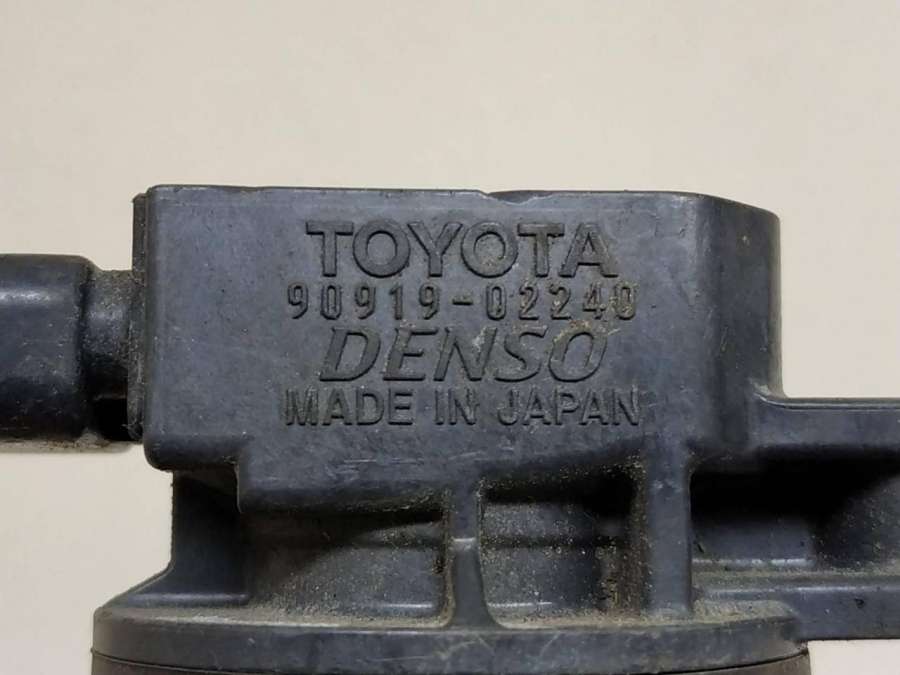 TOYOTA
90919-02240
DENSO
MADE IN JAPAN